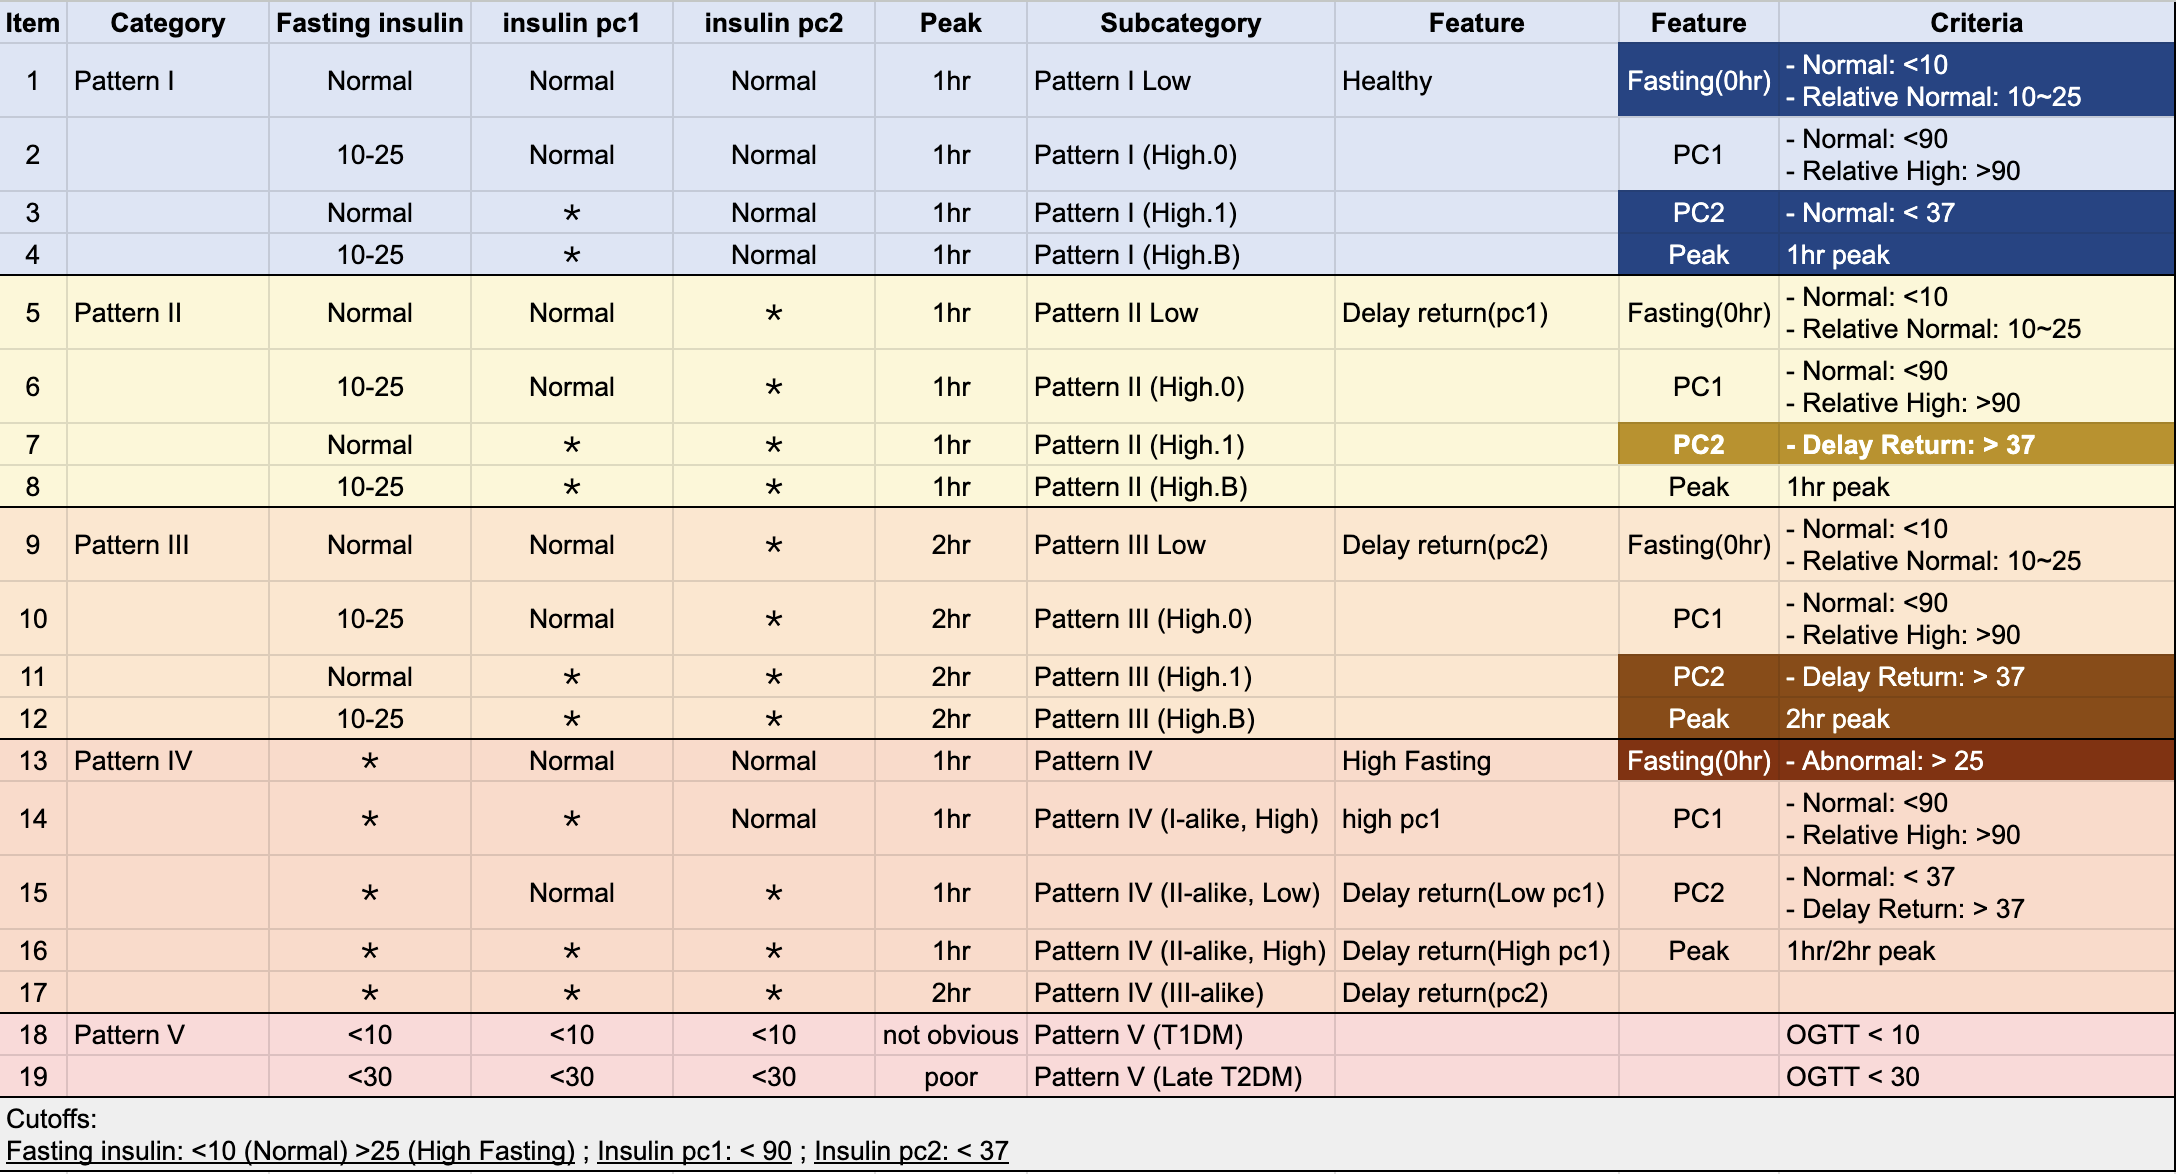 Item Category Fasting insulin insulin pc1 insulin pc2 Peak Subcategory Feature Feature Criteria
1 Pattern I Normal Normal Normal 1hr Pattern I Low Healthy Fasting(0hr) - Normal: <10
- Relative Normal: 10~25
2 10-25 Normal Normal 1hr Pattern I (High.0) PC1 - Normal: <90
- Relative High: >90
3 Normal * Normal 1hr Pattern I (High.1) PC2 - Normal: < 37
4 10-25 * Normal 1hr Pattern I (High.B) Peak 1hr peak
5 Pattern II Normal Normal * 1hr Pattern II Low Delay return(pc1) Fasting(0hr) - Normal: <10
- Relative Normal: 10~25
6 10-25 Normal * 1hr Pattern II (High.0) PC1 - Normal: <90
- Relative High: >90
7 Normal * * 1hr Pattern II (High.1) PC2 - Delay Return: > 37
8 10-25 * * 1hr Pattern II (High.B) Peak 1hr peak
9 Pattern III Normal Normal * 2hr Pattern III Low Delay return(pc2) Fasting(0hr) - Normal: <10
- Relative Normal: 10~25
10 10-25 Normal * 2hr Pattern III (High.0) PC1 - Normal: <90
- Relative High: >90
11 Normal * * 2hr Pattern III (High.1) PC2 - Delay Return: > 37
12 10-25 * * 2hr Pattern III (High.B) Peak 2hr peak
13 Pattern IV * Normal Normal 1hr Pattern IV High Fasting Fasting(0hr) - Abnormal: > 25
14 * * Normal 1hr Pattern IV (I-alike, High) high pc1 PC1 - Normal: <90
- Relative High: >90
15 * Normal * 1hr Pattern IV (II-alike, Low) Delay return(Low pc1) PC2 - Normal: < 37
- Delay Return: > 37
16 * * * 1hr Pattern IV (II-alike, High) Delay return(High pc1) Peak 1hr/2hr peak
17 * * * 2hr Pattern IV (III-alike) Delay return(pc2)
18 Pattern V <10 <10 <10 not obvious Pattern V (T1DM) OGTT < 10
19 <30 <30 <30 poor Pattern V (Late T2DM) OGTT < 30
Cutoffs:
Fasting insulin: <10 (Normal) >25 (High Fasting) ; Insulin pc1: < 90 ; Insulin pc2: < 37